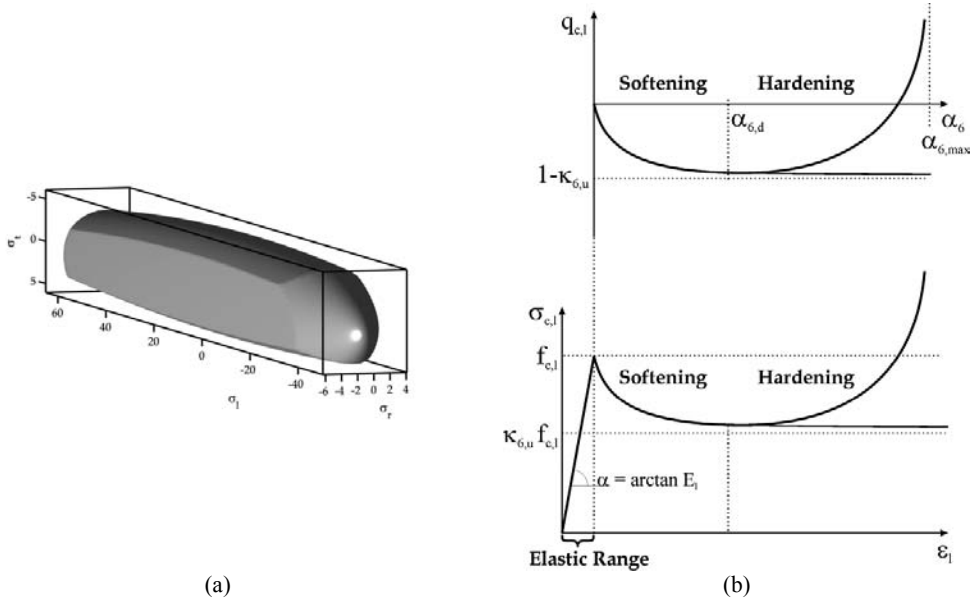 -5
0
5
σt
60
40
20
0
-20
-40
σl
-6 -4 -2 0 2 4
σr
(a)
qc,l
Softening Hardening
α6,d
α6
α6,max
1-κ6,u
σc,l
fc,l
Softening Hardening
κ6,u fc,l
α = arctan El
Elastic Range
εl
(b)